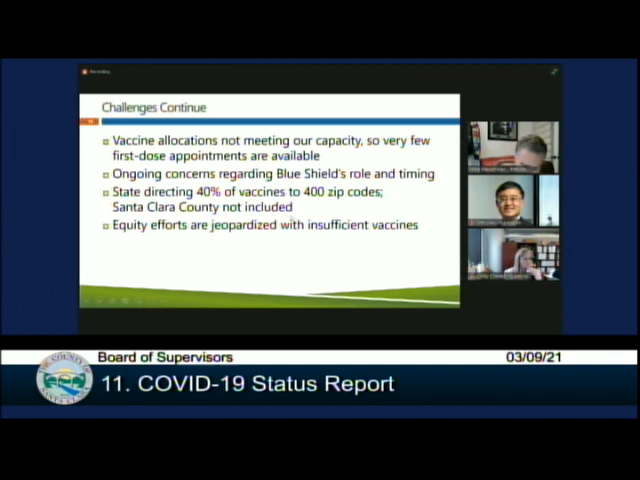 Recording
Challenges Continue
Vaccine allocations not meeting our capacity, so very few
first-dose appointments are available
Ongoing concerns regarding Blue Shield's role and timing
State directing 40% of vaccines to 400 zip codes;
Santa Clara County not included
Equity efforts are jeopardized with insufficient vaccines
Board of Supervisors
03/09/21
11. COVID-19 Status Report